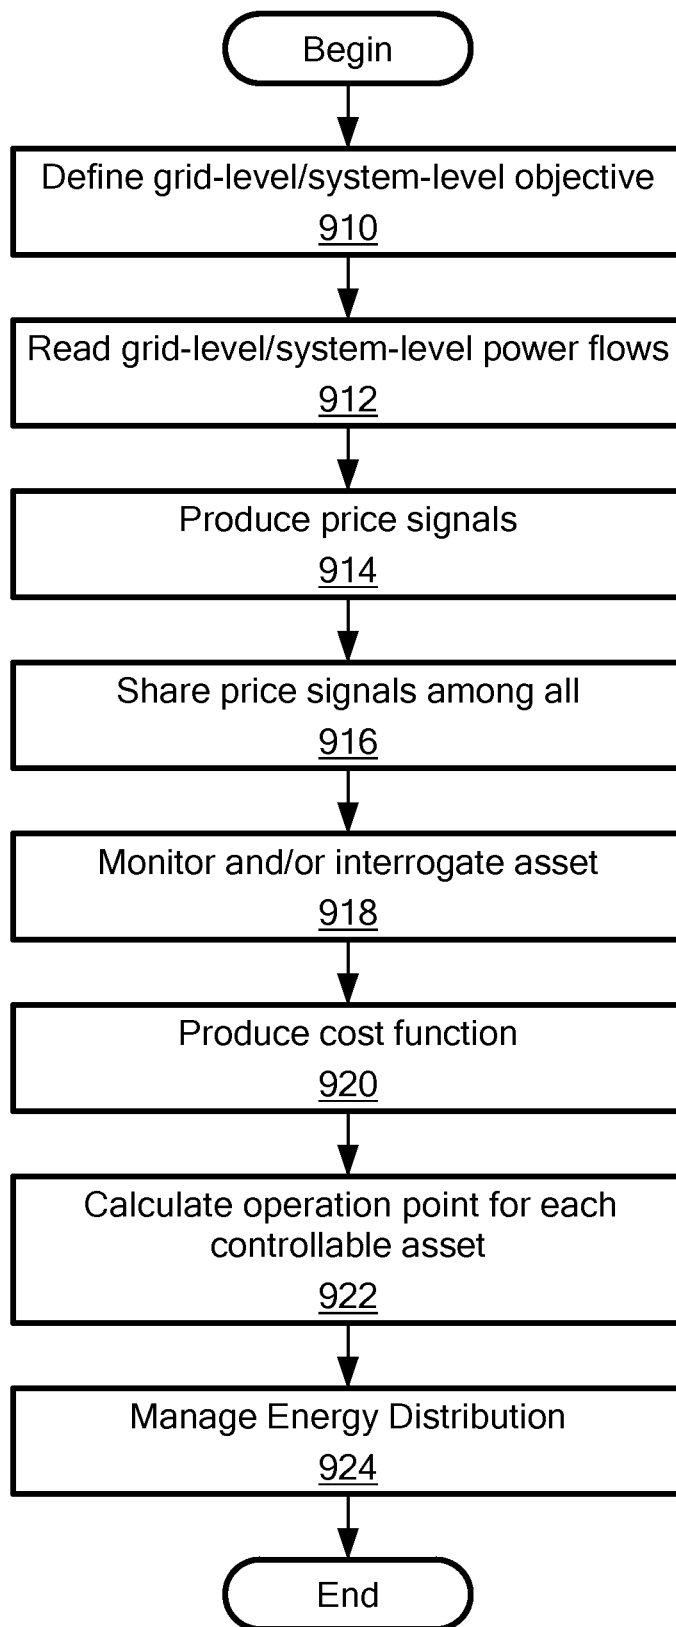 Begin
Define grid-level/system-level objective
910
Read grid-level/system-level power flows
912
Produce price signals
914
Share price signals among all
916
Monitor and/or interrogate asset
918
Produce cost function
920
Calculate operation point for each
controllable asset
922
Manage Energy Distribution
924
End